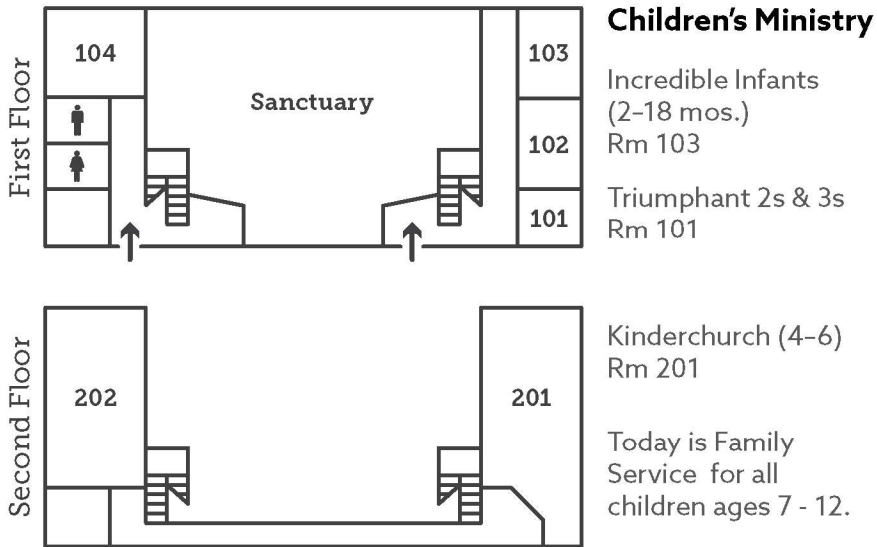 Children's Ministry
First Floor
104
Sanctuary
103
102
101
Incredible Infants
(2–18 mos.)
Rm 103
Triumphant 2s & 3s
Rm 101
Second Floor
202
201
Kinderchurch (4–6)
Rm 201
Today is Family
Service for all
children ages 7 - 12.